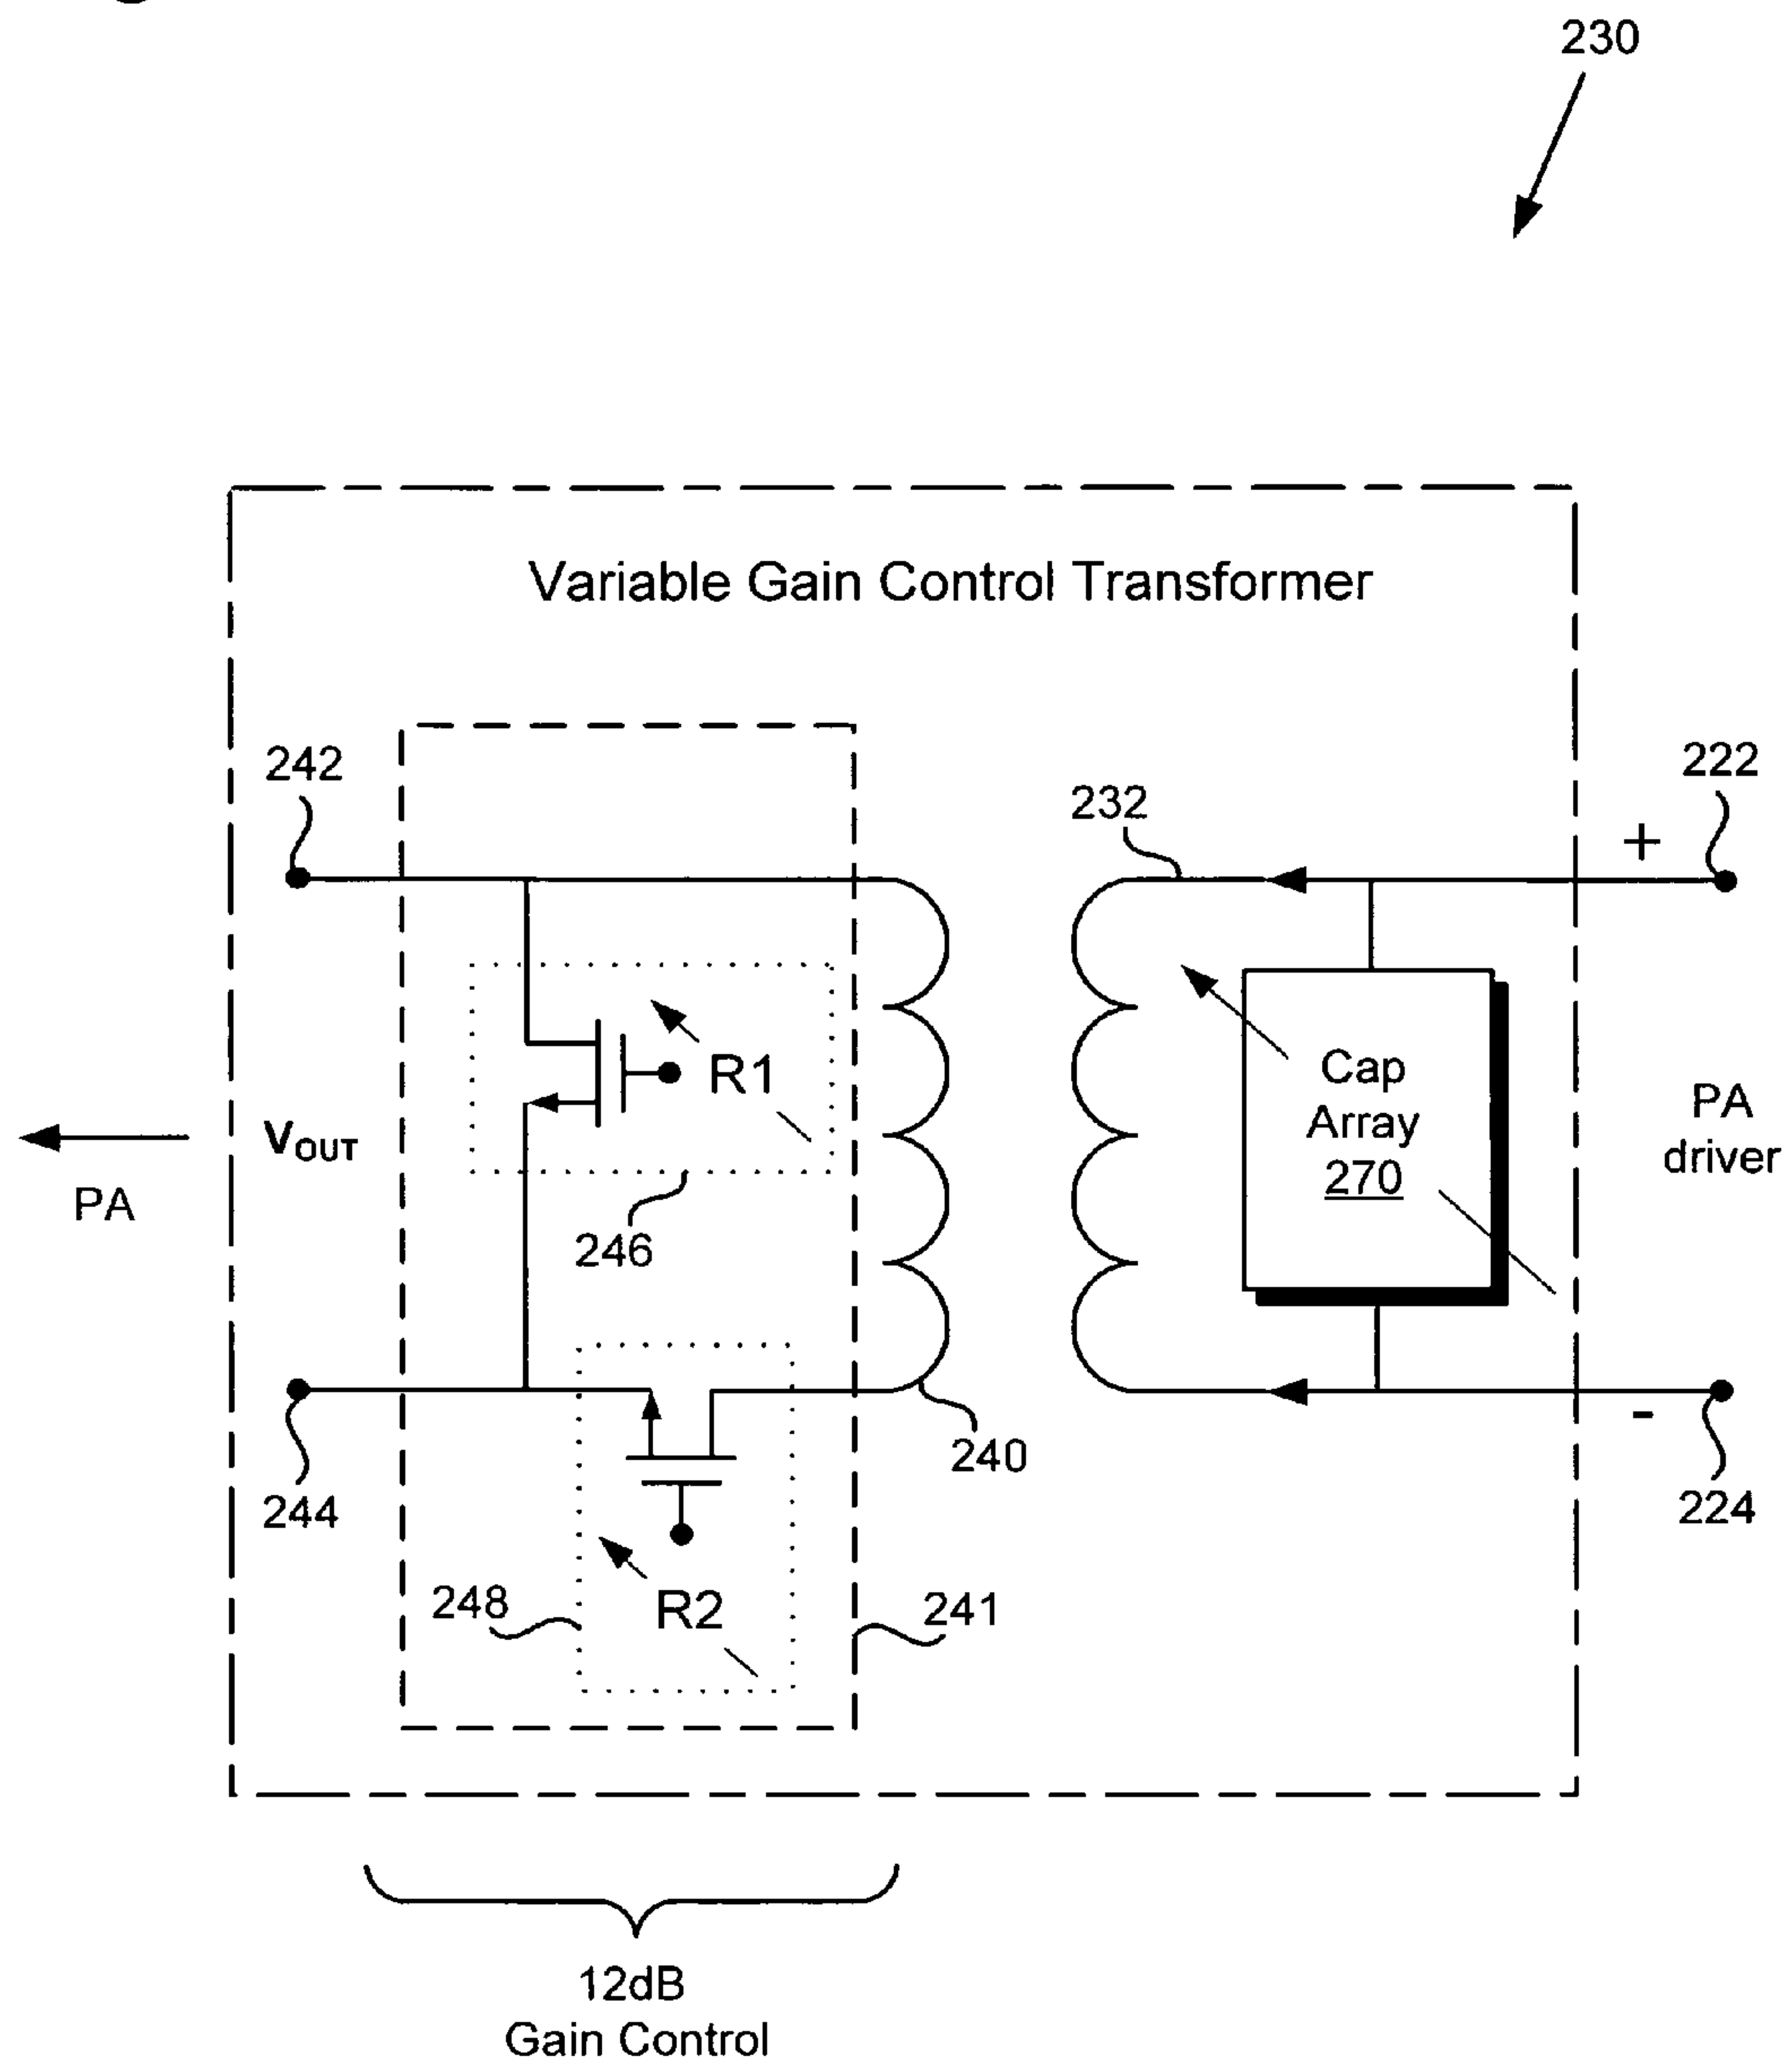 230
Variable Gain Control Transformer
242
222
232
+
R1
Cap
Array
270
PA
driver
VOUT
PA
246
240
-
244
224
248
R2
241
12dB
Gain Control